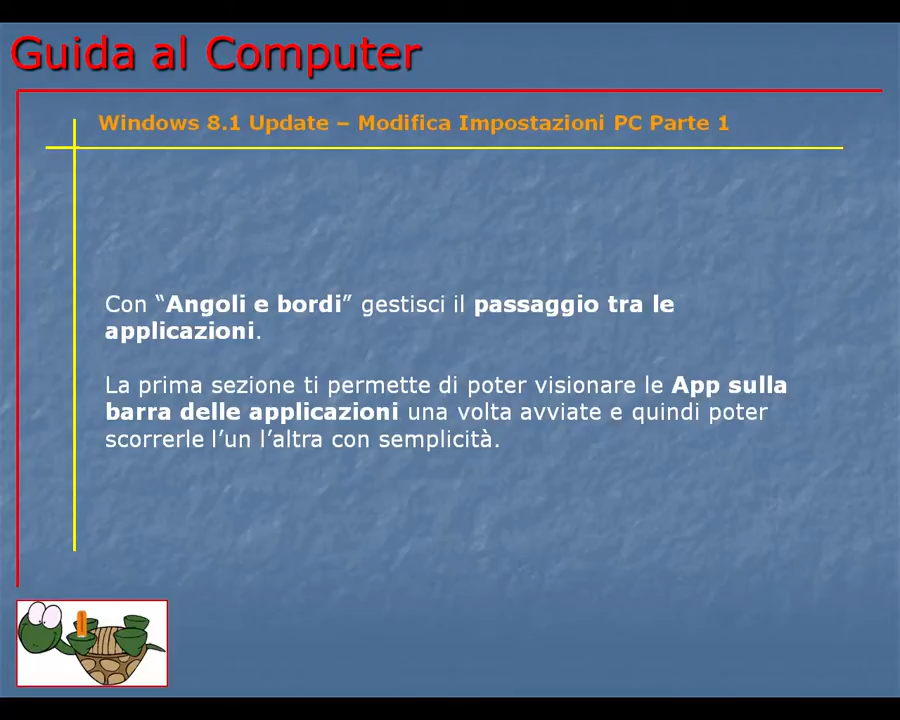 Guida al Computer
Windows 8.1 Update – Modifica Impostazioni PC Parte 1
Con “Angoli e bordi” gestisci il passaggio tra le
applicazioni.
La prima sezione ti permette di poter visionare le App sulla
barra delle applicazioni una volta avviate e quindi poter
scorrerle l’un l’altra con semplicità.